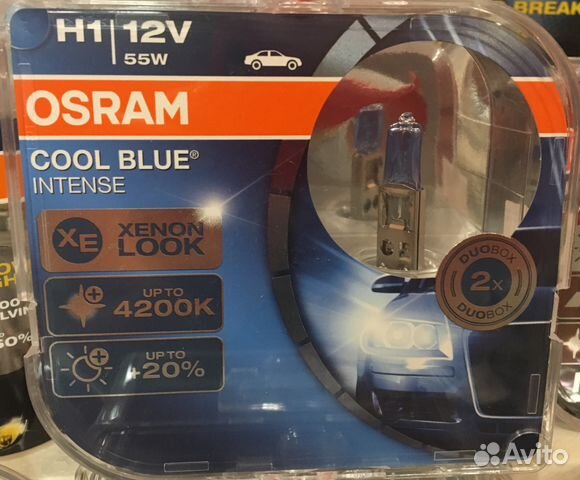 BREAK
H1 12V
55W
OSRAM
COOL BLUE®
INTENSE
XE XENON
LOOK
UP TO
4200K
UP TO
+20%
DUOBOX
2x
DUOBOX
Avito